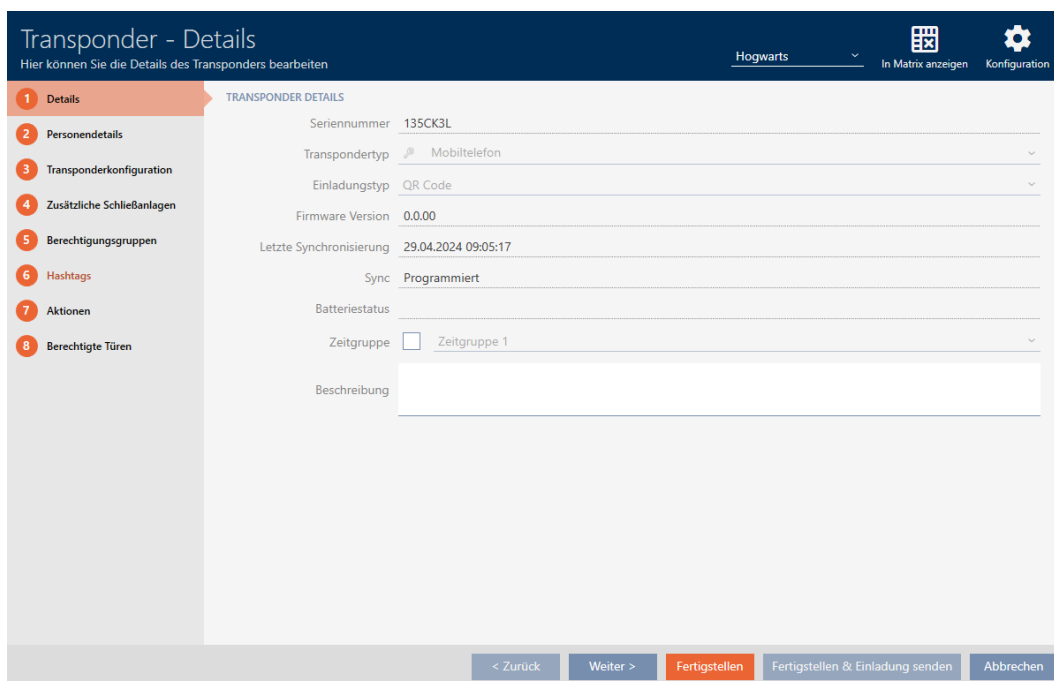 Transponder - Details
Hier können Sie die Details des Transponders bearbeiten
Hogwarts
In Matrix anzeigen
Konfiguration
1 Details
2 Personendetails
3 Transponderkonfiguration
4 Zusätzliche Schließanlagen
5 Berechtigungsgruppen
6 Hashtags
7 Aktionen
8 Berechtigte Türen
TRANSPONDER DETAILS
Seriennummer 135CK3L
Transpondertyp Mobiltelefon
Einladungstyp QR Code
Firmware Version 0.0.00
Letzte Synchronisierung 29.04.2024 09:05:17
Sync Programmiert
Batteriestatus
Zeitgruppe Zeitgruppe 1
Beschreibung
< Zurück Weiter > Fertigstellen Fertigstellen & Einladung senden Abbrechen